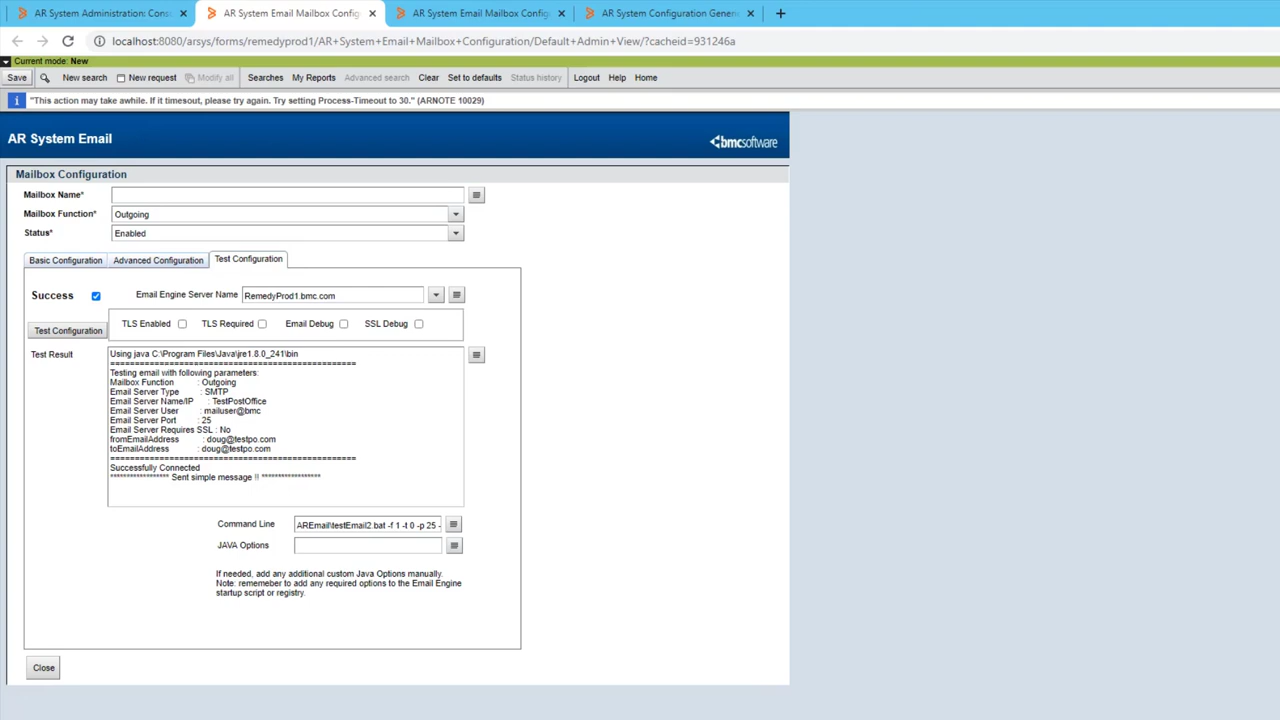 AR System Administration: Cons
AR System Email Mailbox Config
AR System Email Mailbox Config
AR System Configuration Genera
localhost:8080/arsys/forms/remedyprod1/AR+System+Email+Mailbox+Configuration/Default+Admin+View/?cacheid=931246a
Current mode: New
Save New search New request Modify all Searches My Reports Advanced search Clear Set to defaults Status history Logout Help Home
"This action may take awhile. If it timesout, please try again. Try setting Process-Timeout to 30." (ARNOTE 10029)
AR System Email
bmcsoftware
Mailbox Configuration
Mailbox Name*
Mailbox Function* Outgoing
Status* Enabled
Basic Configuration Advanced Configuration Test Configuration
Success Email Engine Server Name RemedyProd1.bmc.com
Test Configuration TLS Enabled TLS Required Email Debug SSL Debug
Test Result
Using java C:\Program Files\Java\jre1.8.0_241\bin
==================================================
Testing email with following parameters:
Mailbox Function : Outgoing
Email Server Type : SMTP
Email Server Name/IP : TestPostOffice
Email Server User : mailuser@bmc
Email Server Port : 25
Email Server Requires SSL : No
fromEmailAddress : doug@testpo.com
toEmailAddress : doug@testpo.com
==================================================
Successfully Connected
****************** Sent simple message !! ******************
Command Line AREmail\testEmail2.bat -f 1 -t 0 -p 25 -
JAVA Options
If needed, add any additional custom Java Options manually.
Note: rememeber to add any required options to the Email Engine
startup script or registry.
Close